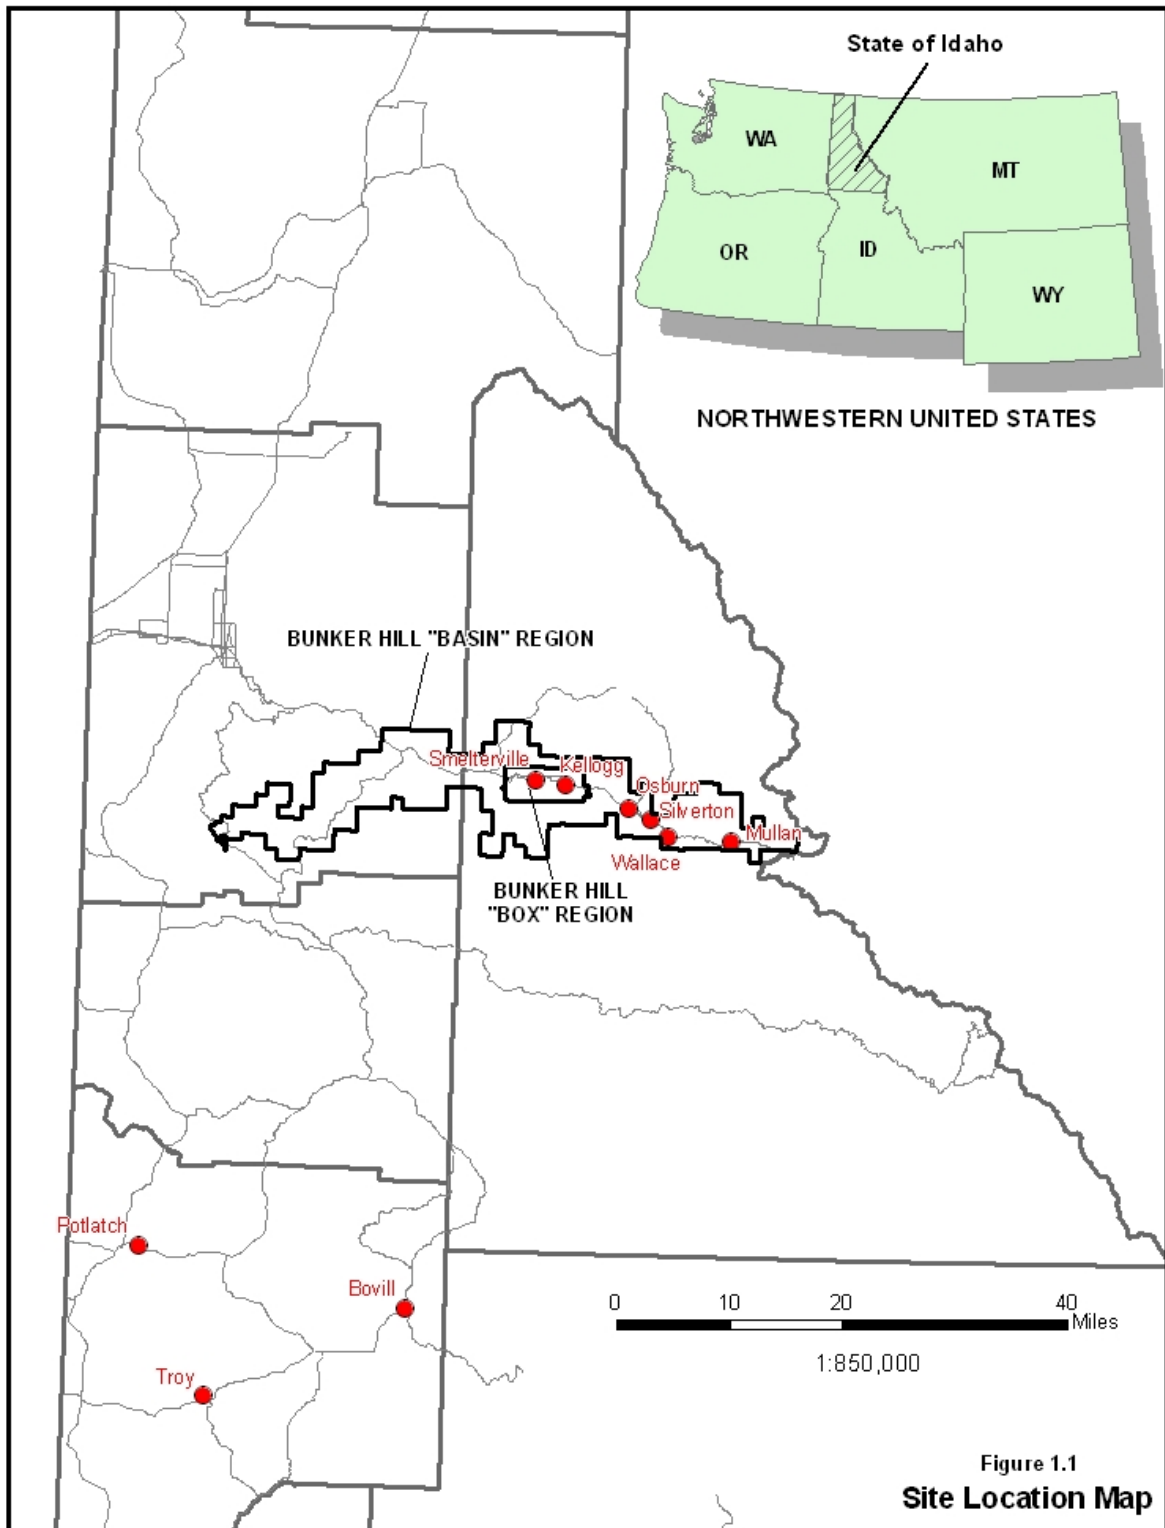 State of Idaho
WA
MT
OR
ID
WY
NORTHWESTERN UNITED STATES
BUNKER HILL "BASIN" REGION
Smelterville
Kellogg
Osburn
Silverton
Mullan
Wallace
BUNKER HILL
"BOX" REGION
Potlatch
Bovill
Troy
0 10 20 40
Miles
1:850,000
Figure 1.1
Site Location Map